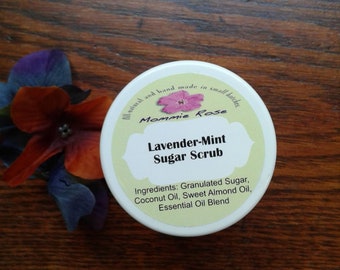 All natural and hand made in small batches
Mommie Rose
Lavender-Mint
Sugar Scrub
Ingredients: Granulated Sugar,
Coconut Oil, Sweet Almond Oil,
Essential Oil Blend